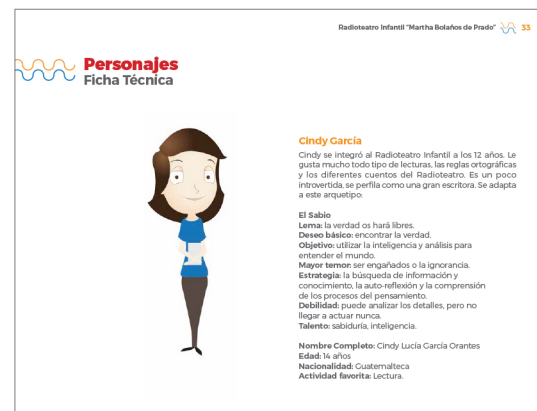 Radioteatro Infantil "Martha Bolaños de Prado" 33
Personajes
Ficha Técnica
Cindy García
Cindy se integró al Radioteatro Infantil a los 12 años. Le
gusta mucho todo tipo de lecturas, las reglas ortográficas
y los diferentes cuentos del Radioteatro. Es un poco
introvertida, se perfila como una gran escritora. Se adapta
a este arquetipo:
El Sabio
Lema: la verdad os hará libres.
Deseo básico: encontrar la verdad.
Objetivo: utilizar la inteligencia y análisis para
entender el mundo.
Mayor temor: ser engañados o la ignorancia.
Estrategia: la búsqueda de información y
conocimiento, la auto-reflexión y la comprensión
de los procesos del pensamiento.
Debilidad: puede analizar los detalles, pero no
llegar a actuar nunca.
Talento: sabiduría, inteligencia.
Nombre Completo: Cindy Lucía García Orantes
Edad: 14 años
Nacionalidad: Guatemalteca
Actividad favorita: Lectura.